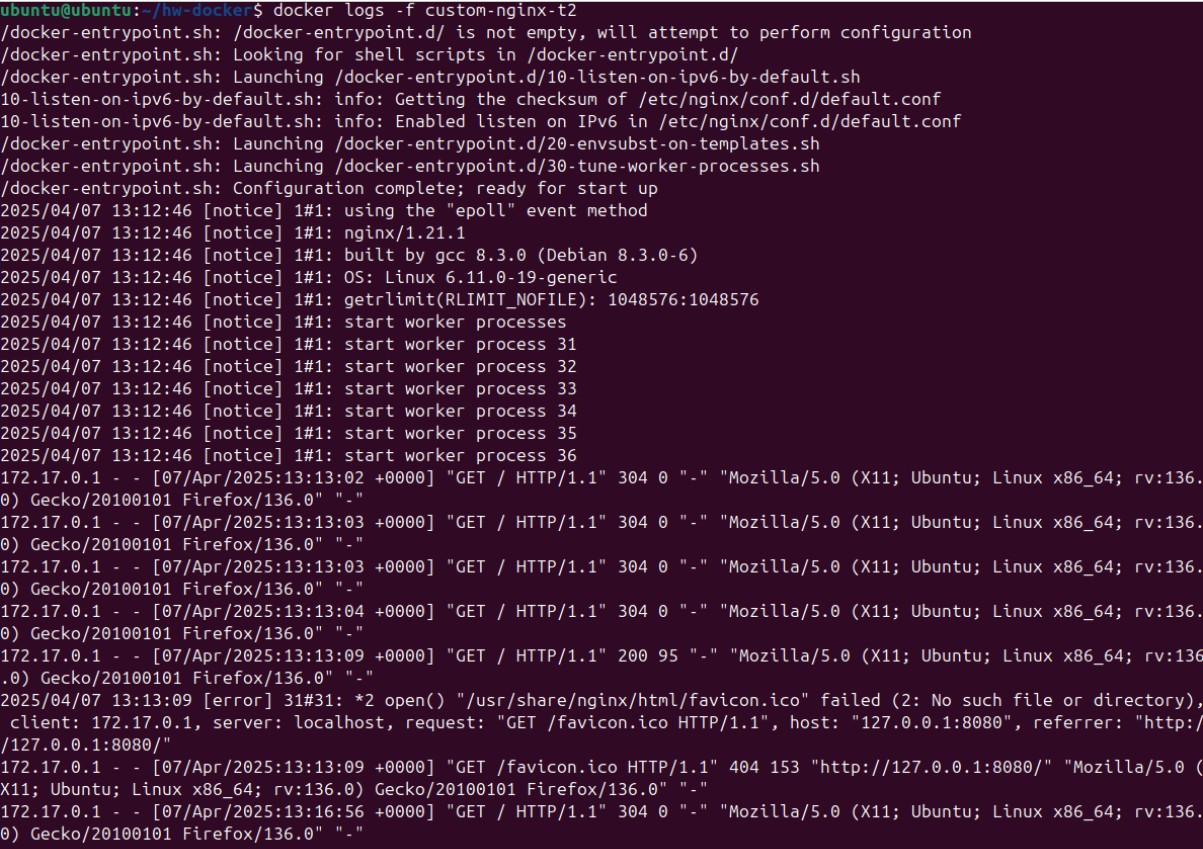 ubuntu@ubuntu:~/hw-docker$ docker logs -f custom-nginx-t2
/docker-entrypoint.sh: /docker-entrypoint.d/ is not empty, will attempt to perform configuration
/docker-entrypoint.sh: Looking for shell scripts in /docker-entrypoint.d/
/docker-entrypoint.sh: Launching /docker-entrypoint.d/10-listen-on-ipv6-by-default.sh
10-listen-on-ipv6-by-default.sh: info: Getting the checksum of /etc/nginx/conf.d/default.conf
10-listen-on-ipv6-by-default.sh: info: Enabled listen on IPv6 in /etc/nginx/conf.d/default.conf
/docker-entrypoint.sh: Launching /docker-entrypoint.d/20-envsubst-on-templates.sh
/docker-entrypoint.sh: Launching /docker-entrypoint.d/30-tune-worker-processes.sh
/docker-entrypoint.sh: Configuration complete; ready for start up
2025/04/07 13:12:46 [notice] 1#1: using the "epoll" event method
2025/04/07 13:12:46 [notice] 1#1: nginx/1.21.1
2025/04/07 13:12:46 [notice] 1#1: built by gcc 8.3.0 (Debian 8.3.0-6)
2025/04/07 13:12:46 [notice] 1#1: OS: Linux 6.11.0-19-generic
2025/04/07 13:12:46 [notice] 1#1: getrlimit(RLIMIT_NOFILE): 1048576:1048576
2025/04/07 13:12:46 [notice] 1#1: start worker processes
2025/04/07 13:12:46 [notice] 1#1: start worker process 31
2025/04/07 13:12:46 [notice] 1#1: start worker process 32
2025/04/07 13:12:46 [notice] 1#1: start worker process 33
2025/04/07 13:12:46 [notice] 1#1: start worker process 34
2025/04/07 13:12:46 [notice] 1#1: start worker process 35
2025/04/07 13:12:46 [notice] 1#1: start worker process 36
172.17.0.1 - - [07/Apr/2025:13:13:02 +0000] "GET / HTTP/1.1" 304 0 "-" "Mozilla/5.0 (X11; Ubuntu; Linux x86_64; rv:136.
0) Gecko/20100101 Firefox/136.0" "-"
172.17.0.1 - - [07/Apr/2025:13:13:03 +0000] "GET / HTTP/1.1" 304 0 "-" "Mozilla/5.0 (X11; Ubuntu; Linux x86_64; rv:136.
0) Gecko/20100101 Firefox/136.0" "-"
172.17.0.1 - - [07/Apr/2025:13:13:03 +0000] "GET / HTTP/1.1" 304 0 "-" "Mozilla/5.0 (X11; Ubuntu; Linux x86_64; rv:136.
0) Gecko/20100101 Firefox/136.0" "-"
172.17.0.1 - - [07/Apr/2025:13:13:04 +0000] "GET / HTTP/1.1" 304 0 "-" "Mozilla/5.0 (X11; Ubuntu; Linux x86_64; rv:136.
0) Gecko/20100101 Firefox/136.0" "-"
172.17.0.1 - - [07/Apr/2025:13:13:09 +0000] "GET / HTTP/1.1" 200 95 "-" "Mozilla/5.0 (X11; Ubuntu; Linux x86_64; rv:136
.0) Gecko/20100101 Firefox/136.0" "-"
2025/04/07 13:13:09 [error] 31#31: *2 open() "/usr/share/nginx/html/favicon.ico" failed (2: No such file or directory),
 client: 172.17.0.1, server: localhost, request: "GET /favicon.ico HTTP/1.1", host: "127.0.0.1:8080", referrer: "http:/
/127.0.0.1:8080/"
172.17.0.1 - - [07/Apr/2025:13:13:09 +0000] "GET /favicon.ico HTTP/1.1" 404 153 "http://127.0.0.1:8080/" "Mozilla/5.0 (
X11; Ubuntu; Linux x86_64; rv:136.0) Gecko/20100101 Firefox/136.0" "-"
172.17.0.1 - - [07/Apr/2025:13:16:56 +0000] "GET / HTTP/1.1" 304 0 "-" "Mozilla/5.0 (X11; Ubuntu; Linux x86_64; rv:136.
0) Gecko/20100101 Firefox/136.0" "-"